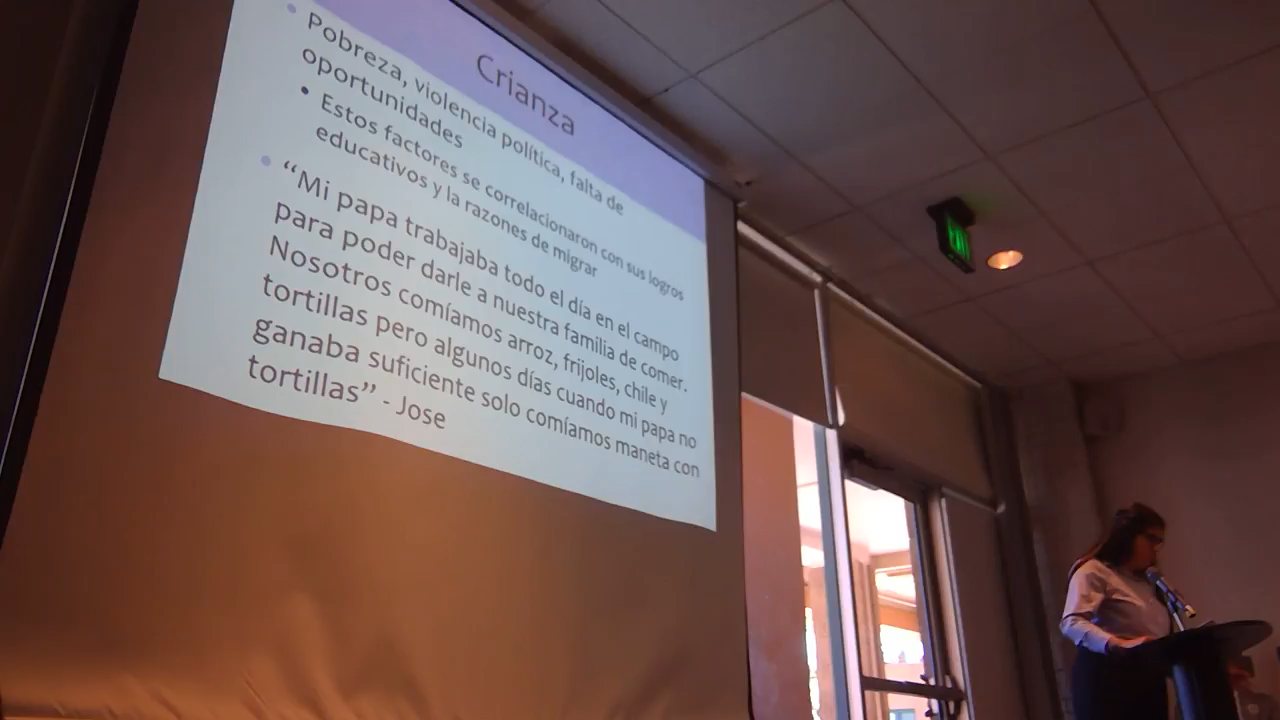 Crianza
Pobreza, violencia política, falta de
oportunidades
Estos factores se correlacionaron con sus logros
educativos y la razones de migrar
“Mi papa trabajaba todo el día en el campo
para poder darle a nuestra familia de comer.
Nosotros comíamos arroz, frijoles, chile y
tortillas pero algunos días cuando mi papa no
ganaba suficiente solo comíamos maneta con
tortillas” - Jose